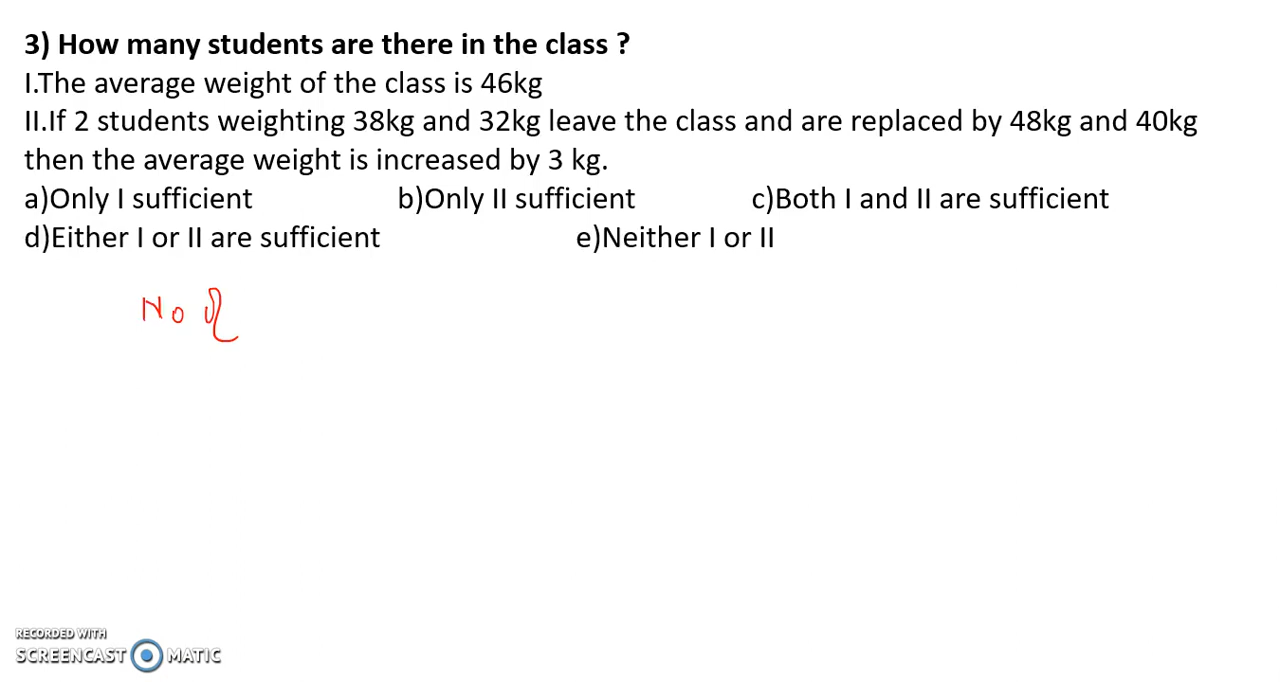 3) How many students are there in the class ?
I.The average weight of the class is 46kg
II.If 2 students weighting 38kg and 32kg leave the class and are replaced by 48kg and 40kg
then the average weight is increased by 3 kg.
a)Only I sufficient b)Only II sufficient c)Both I and II are sufficient
d)Either I or II are sufficient e)Neither I or II
No of
RECORDED WITH
SCREENCAST MATIC